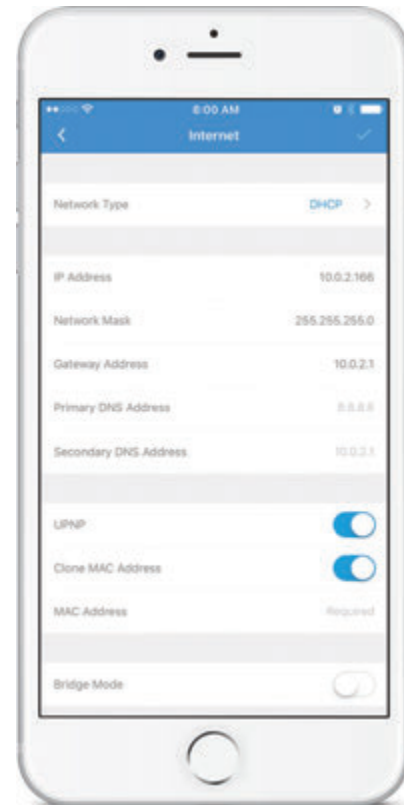 8:00 AM
Internet
Network Type DHCP
IP Address 10.0.2.166
Network Mask 255.255.255.0
Gateway Address 10.0.2.1
Primary DNS Address 8.8.8.8
Secondary DNS Address 10.0.2.1
UPNP
Clone MAC Address
MAC Address Required
Bridge Mode